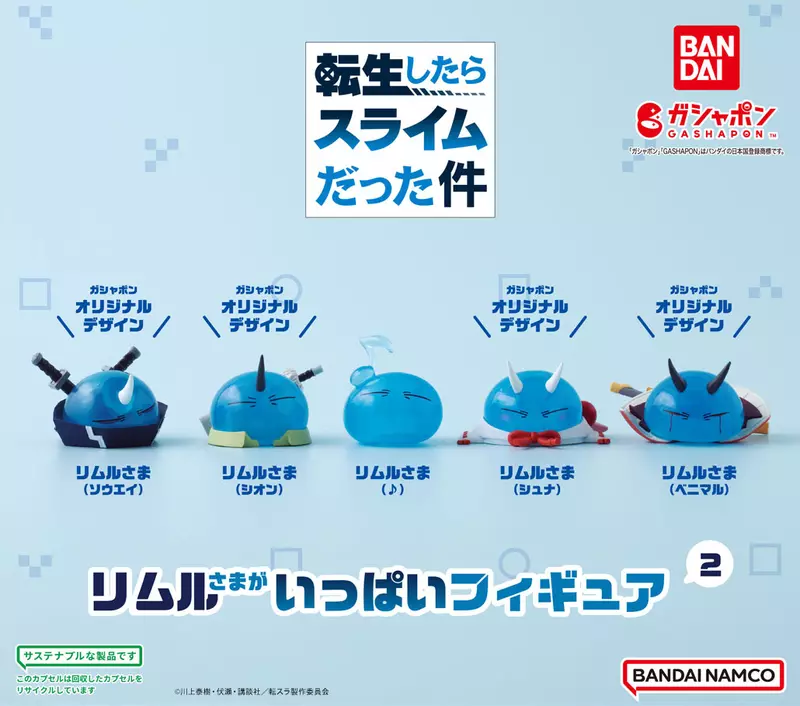 転生したら
スライム
だった件
BAN
DAI
ガシャポン
GASHAPON™
「ガシャポン」「GASHAPON」はバンダイの日本国登録商標です。
ガシャポン
オリジナル
デザイン
ガシャポン
オリジナル
デザイン
ガシャポン
オリジナル
デザイン
ガシャポン
オリジナル
デザイン
リムルさま
(ソウエイ)
リムルさま
(シオン)
リムルさま
(♪)
リムルさま
(シュナ)
リムルさま
(ベニマル)
リムルさまがいっぱいフィギュア 2
サステナブルな製品です
このカプセルは回収したカプセルを
リサイクルしています
©川上泰樹・伏瀬・講談社/転スラ製作委員会
BANDAI NAMCO